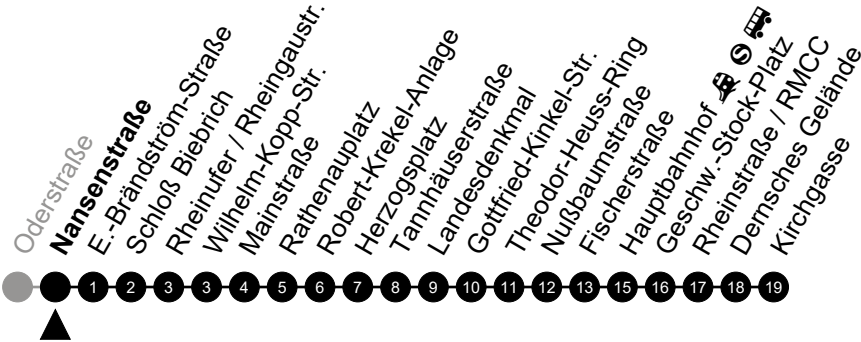 Oderstraße
Nansenstraße
E.-Brändström-Straße
Schloß Biebrich
Rheinufer / Rheingaustr.
Wilhelm-Kopp-Str.
Mainstraße
Rathenauplatz
Robert-Krekel-Anlage
Herzogsplatz
Tannhäuserstraße
Landesdenkmal
Gottfried-Kinkel-Str.
Theodor-Heuss-Ring
Nußbaumstraße
Fischerstraße
Hauptbahnhof S
Geschw.-Stock-Platz
Rheinstraße / RMCC
Dernsches Gelände
Kirchgasse
1 2 3 3 4 5 6 7 8 9 10 11 12 13 15 16 17 18 19